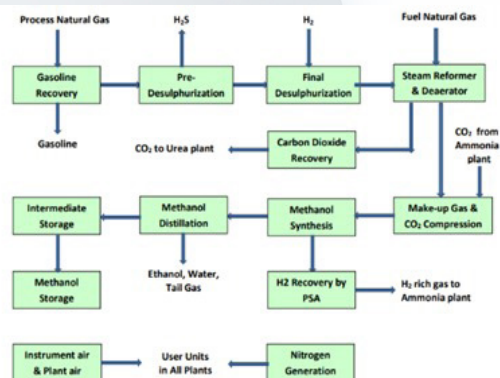 Process Natural Gas
H₂S
H₂
Fuel Natural Gas
Gasoline
Recovery
Pre-
Desulphurization
Final
Desulphurization
Steam Reformer
& Deaerator
Gasoline
CO₂ to Urea plant
Carbon Dioxide
Recovery
CO₂ from
Ammonia
plant
Intermediate
Storage
Methanol
Distillation
Methanol
Synthesis
Make-up Gas &
CO₂ Compression
Methanol
Storage
Ethanol, Water,
Tail Gas
H2 Recovery by
PSA
H₂ rich gas to
Ammonia plant
Instrument air
& Plant air
User Units
in All Plants
Nitrogen
Generation